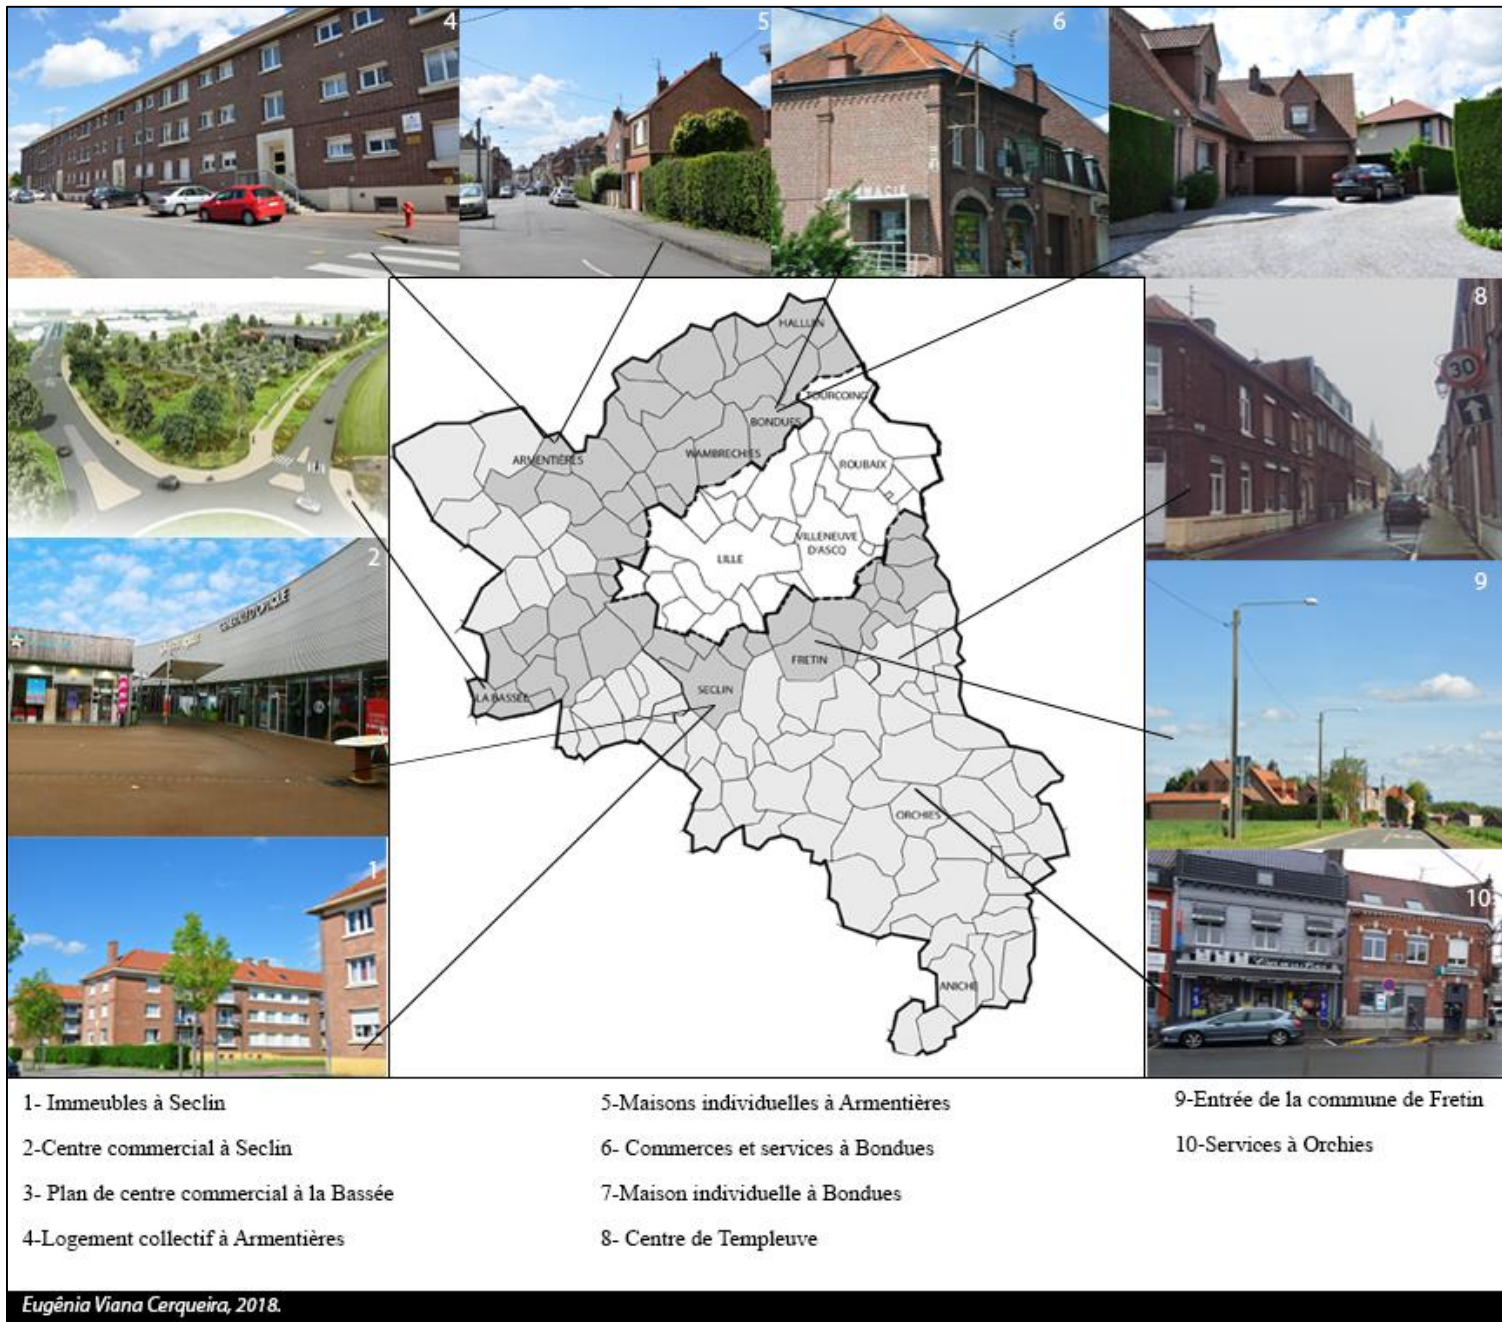 4
5
6
8
HALLUIN
TOURCOING
BONDUES
WAMBRECHIES
ARMENTIÈRES
ROUBAIX
VILLENEUVE
D'ASCQ
LILLE
30
2
GÉNÉRALE D'OPTIQUE
9
FRETIN
LA BASSÉE
SECLIN
ORCHIES
1
10
ANICHE
1- Immeubles à Seclin
2-Centre commercial à Seclin
3- Plan de centre commercial à la Bassée
4-Logement collectif à Armentières
5-Maisons individuelles à Armentières
6- Commerces et services à Bondues
7-Maison individuelle à Bondues
8- Centre de Templeuve
9-Entrée de la commune de Fretin
10-Services à Orchies
Eugênia Viana Cerqueira, 2018.